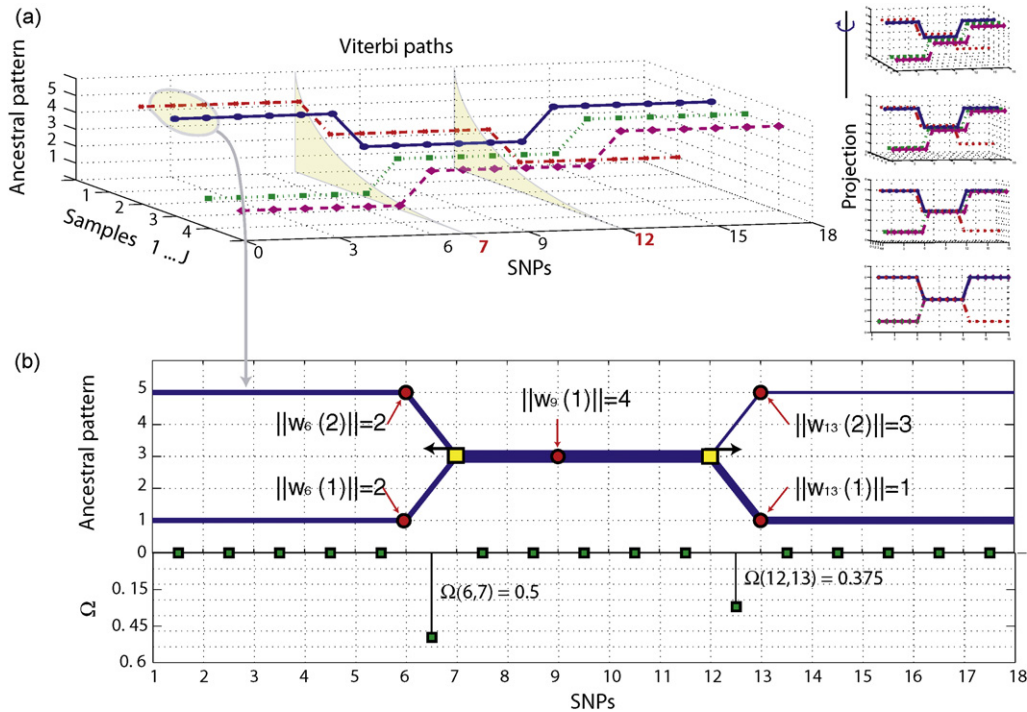 (a)
Viterbi paths
Ancestral pattern
5
4
3
2
1
1
2
3
4
Samples 1 ... J
0
3
6
7
9
12
15
18
SNPs
Projection
(b)
Ancestral pattern
5
4
3
2
1
0
||w₆ (2)||=2
||w₉ (1)||=4
||w₁₃ (2)||=3
||w₆ (1)||=2
||w₁₃ (1)||=1
Ω
0.15
0.45
0.6
Ω(6,7) = 0.5
Ω(12,13) = 0.375
1 2 3 4 5 6 7 8 9 10 11 12 13 14 15 16 17 18
SNPs